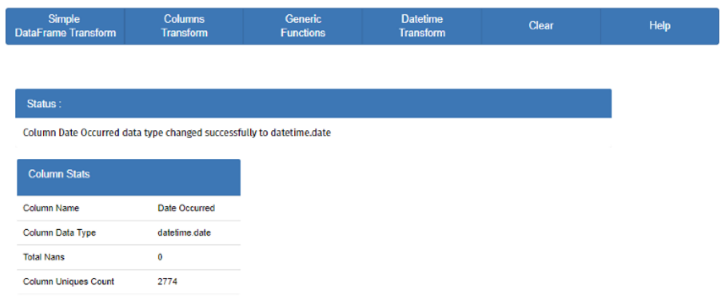 Simple
DataFrame Transform
Columns
Transform
Generic
Functions
Datetime
Transform
Clear
Help
Status :
Column Date Occurred data type changed successfully to datetime.date
Column Stats
Column Name Date Occurred
Column Data Type datetime.date
Total Nans 0
Column Uniques Count 2774